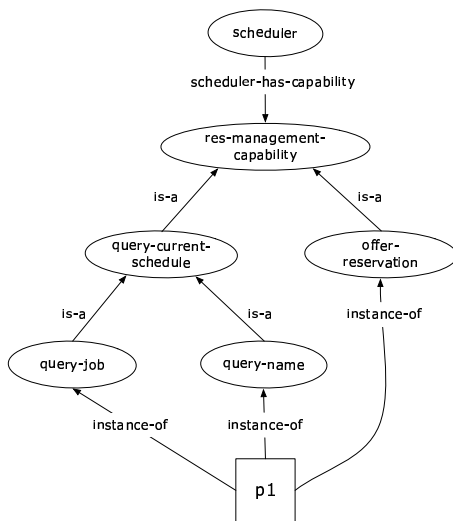 scheduler
scheduler-has-capability
res-management-
capability
is-a
is-a
query-current-
schedule
offer-
reservation
is-a
is-a
instance-of
query-job
query-name
instance-of
instance-of
p1